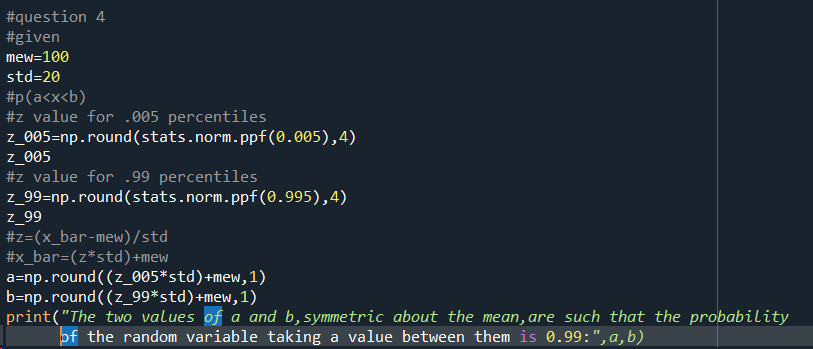 #question 4
#given
mew=100
std=20
#p(a<x<b)
#z value for .005 percentiles
z_005=np.round(stats.norm.ppf(0.005),4)
z_005
#z value for .99 percentiles
z_99=np.round(stats.norm.ppf(0.995),4)
z_99
#z=(x_bar-mew)/std
#x_bar=(z*std)+mew
a=np.round((z_005*std)+mew,1)
b=np.round((z_99*std)+mew,1)
print("The two values of a and b,symmetric about the mean,are such that the probability
of the random variable taking a value between them is 0.99:",a,b)